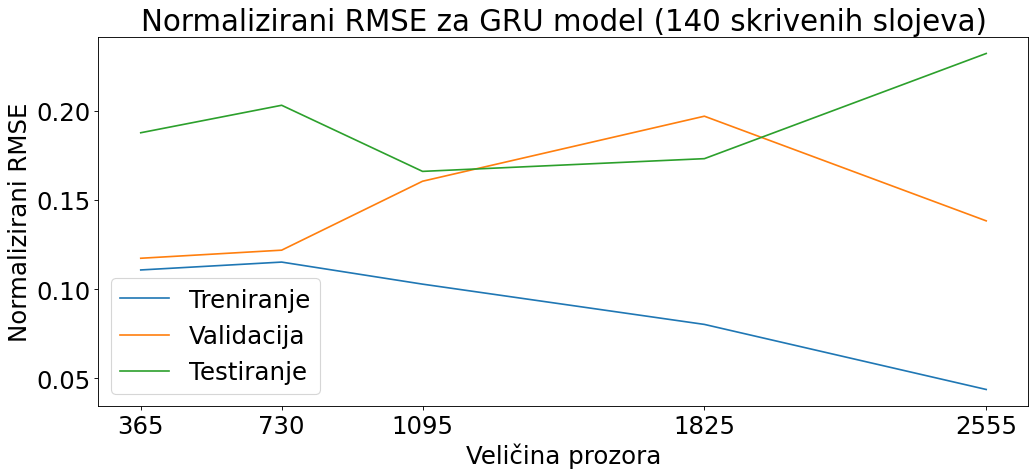 Normalizirani RMSE za GRU model (140 skrivenih slojeva)
Normalizirani RMSE
0.20
0.15
0.10
0.05
Treniranje
Validacija
Testiranje
365 730 1095 1825 2555
Veličina prozora